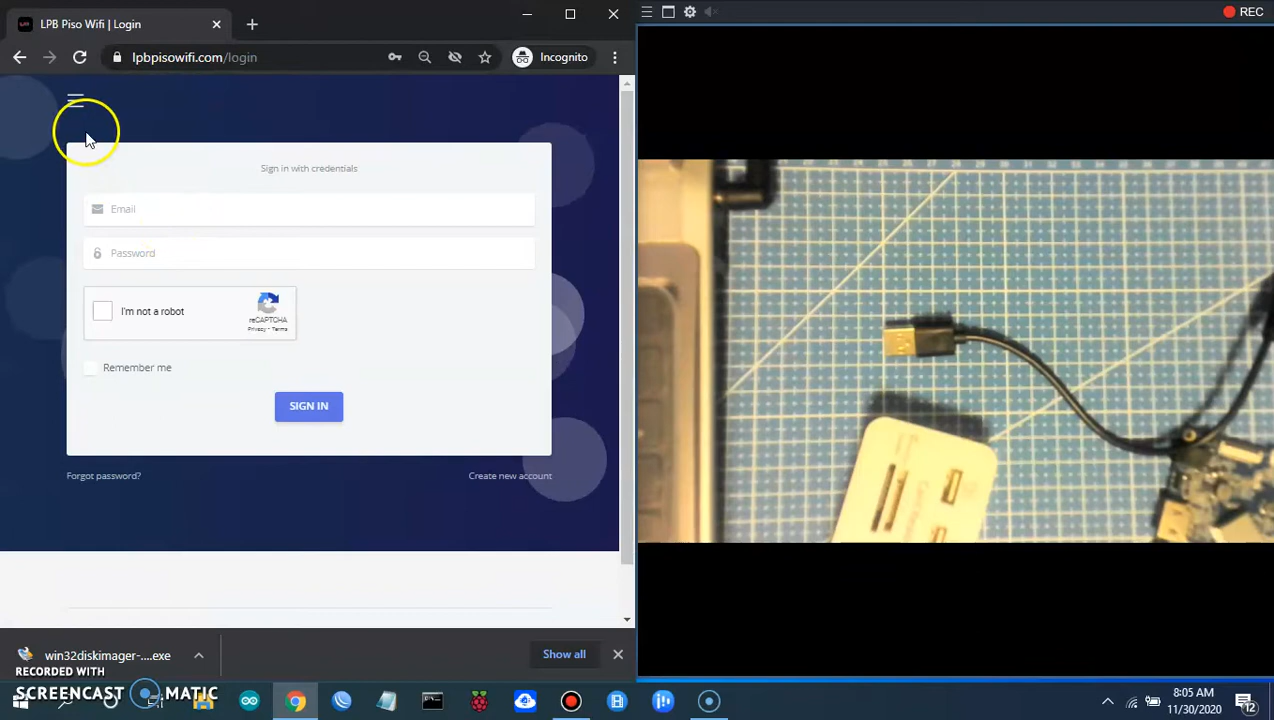 LPB Piso Wifi | Login
REC
lpbpisowifi.com/login
Incognito
Sign in with credentials
Email
Password
I'm not a robot
reCAPTCHA
Privacy - Terms
Remember me
SIGN IN
Forgot password?
Create new account
win32diskimager-....exe
Show all
RECORDED WITH
SCREENCAST MATIC
8:05 AM
11/30/2020
12